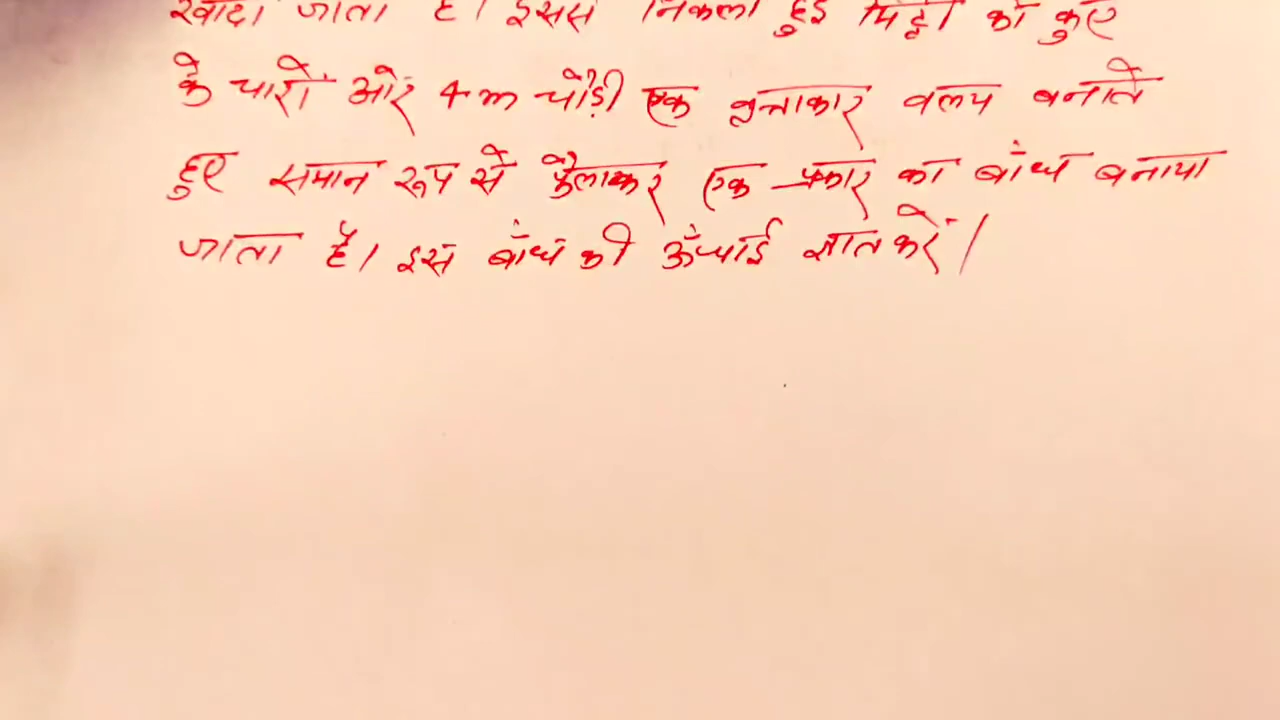 खोदा जाता है। इससे निकली हुई मिट्टी को कुएं
के चारों ओर 4 m चौड़ी एक वृत्ताकार वलय बनाते
हुए समान रूप से फैलाकर एक प्रकार का बाँध बनाया
जाता है। इस बाँध की ऊँचाई ज्ञात करें।